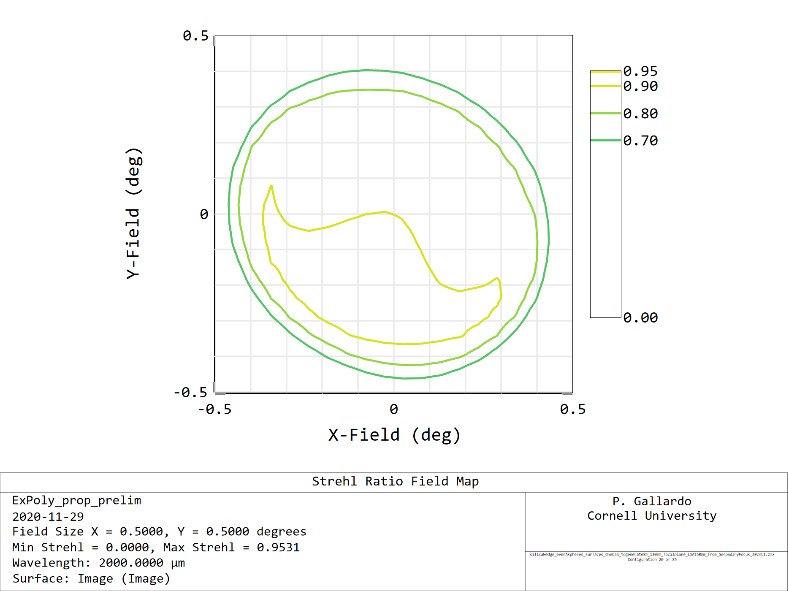 0.5
0
-0.5
-0.5
0
0.5
Y-Field (deg)
X-Field (deg)
0.95
0.90
0.80
0.70
0.00
Strehl Ratio Field Map
ExPoly_prop_prelim
2020-11-29
Field Size X = 0.5000, Y = 0.5000 degrees
Min Strehl = 0.0000, Max Strehl = 0.9531
Wavelength: 2000.0000 µm
Surface: Image (Image)
P. Gallardo
Cornell University